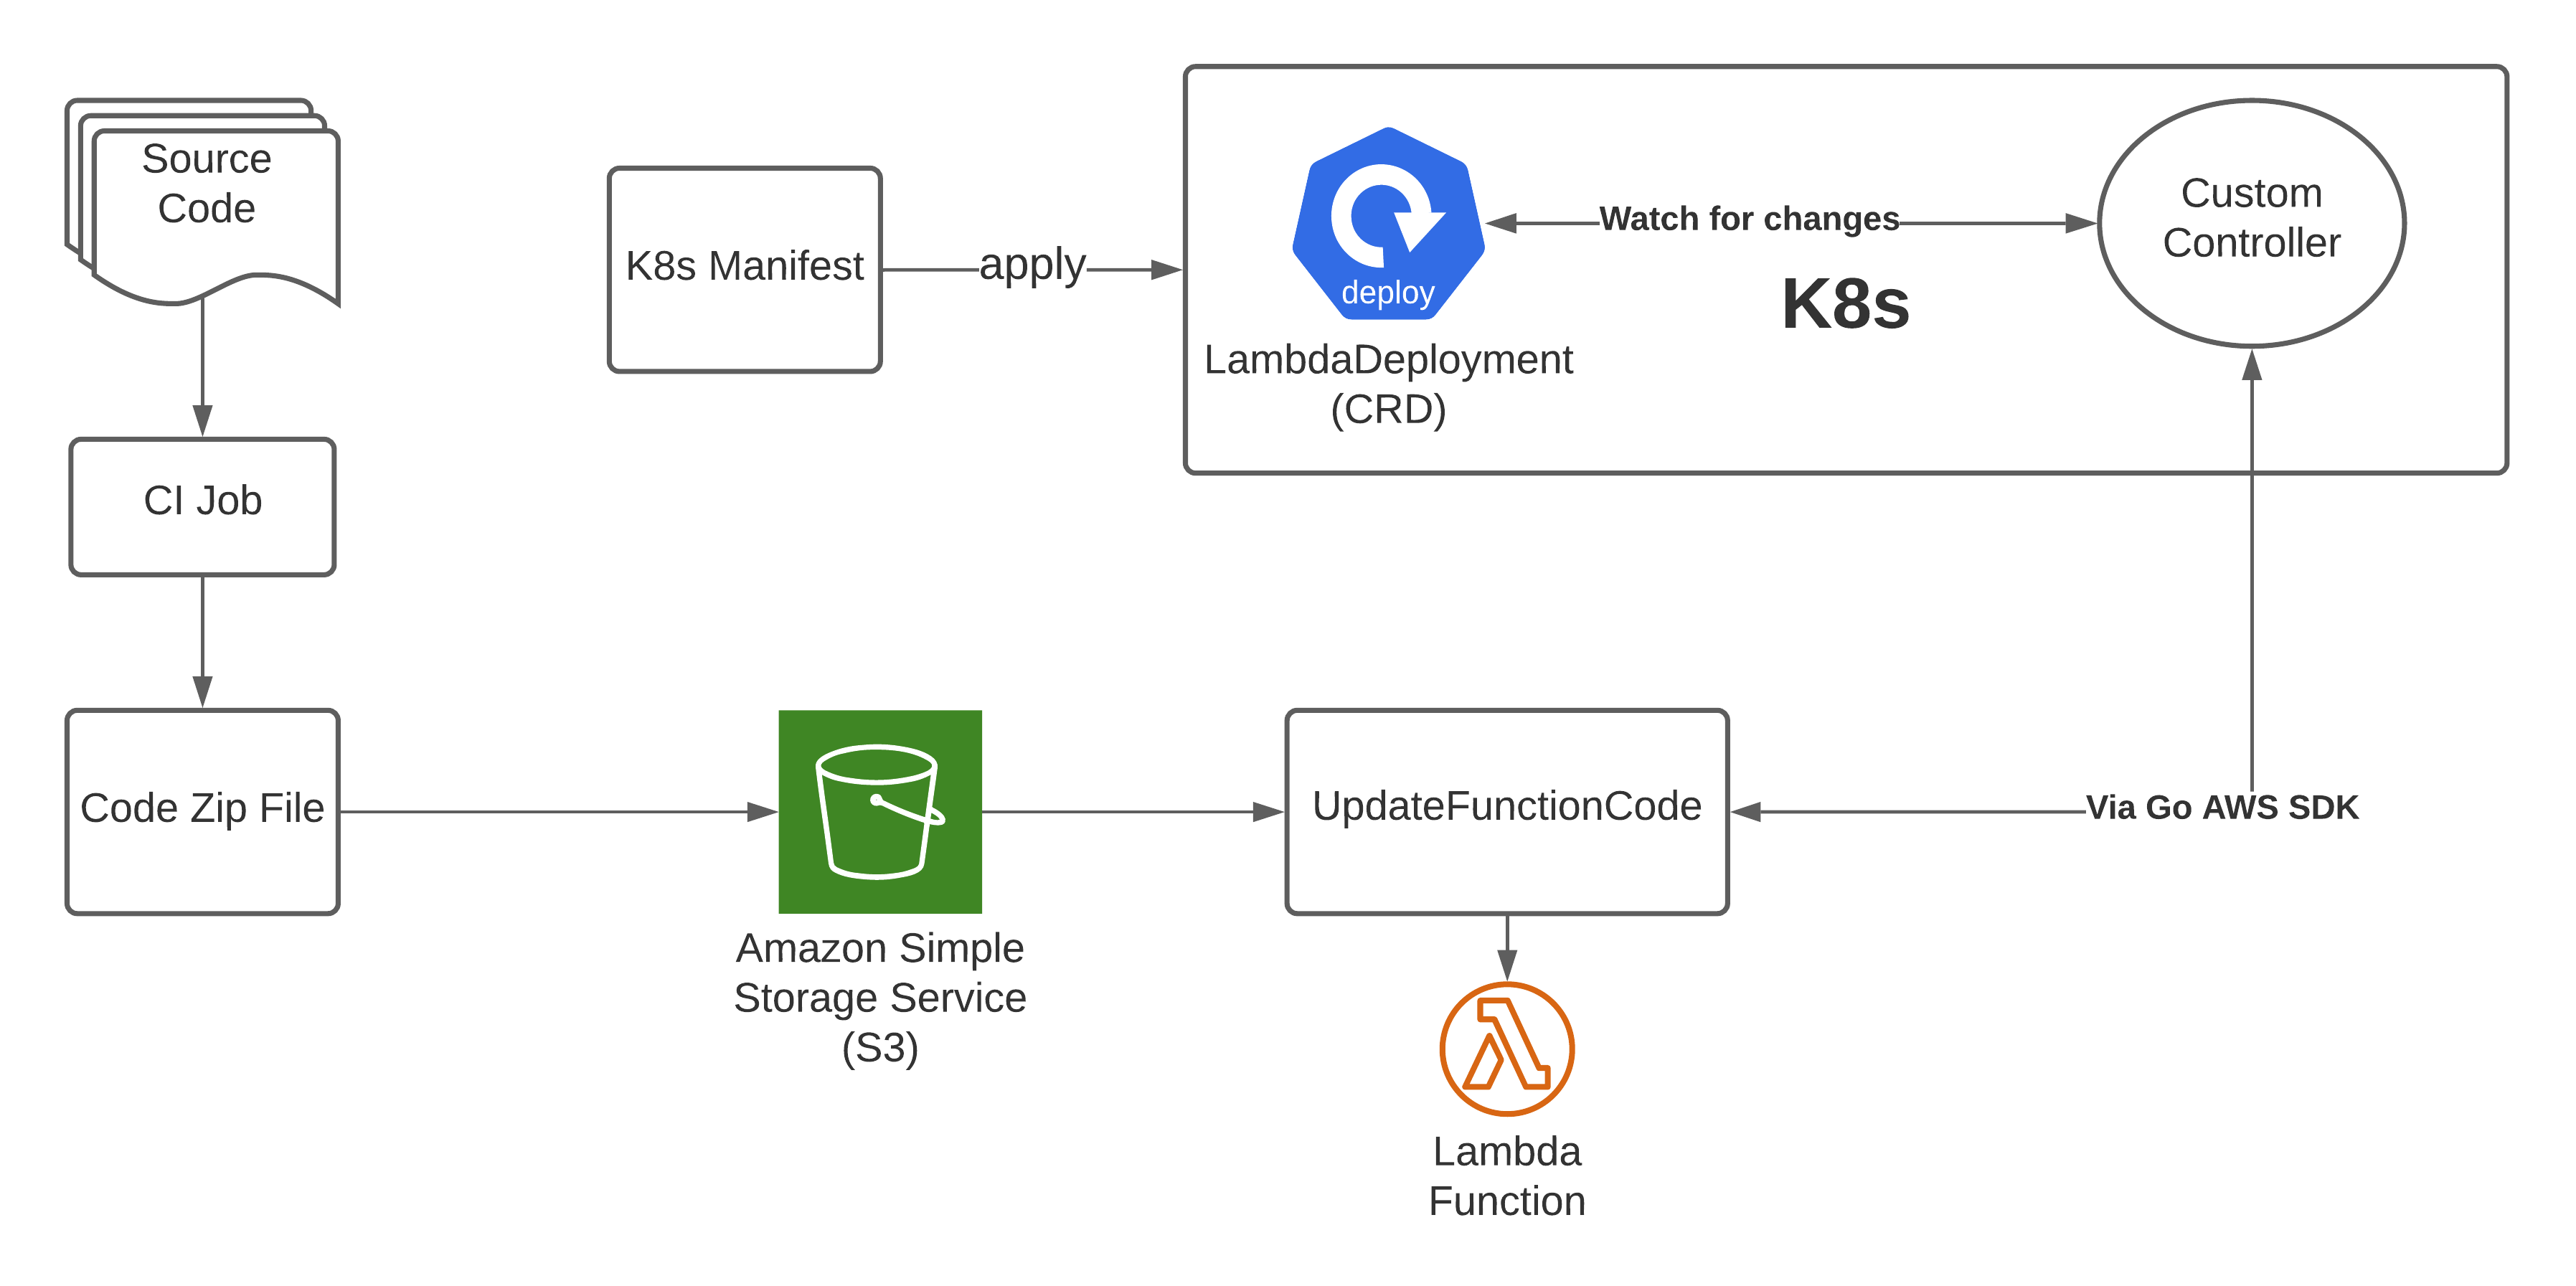 Source
Code
K8s Manifest
apply
deploy
LambdaDeployment
(CRD)
Watch for changes
K8s
Custom
Controller
CI Job
Code Zip File
Amazon Simple
Storage Service
(S3)
UpdateFunctionCode
Via Go AWS SDK
Lambda
Function